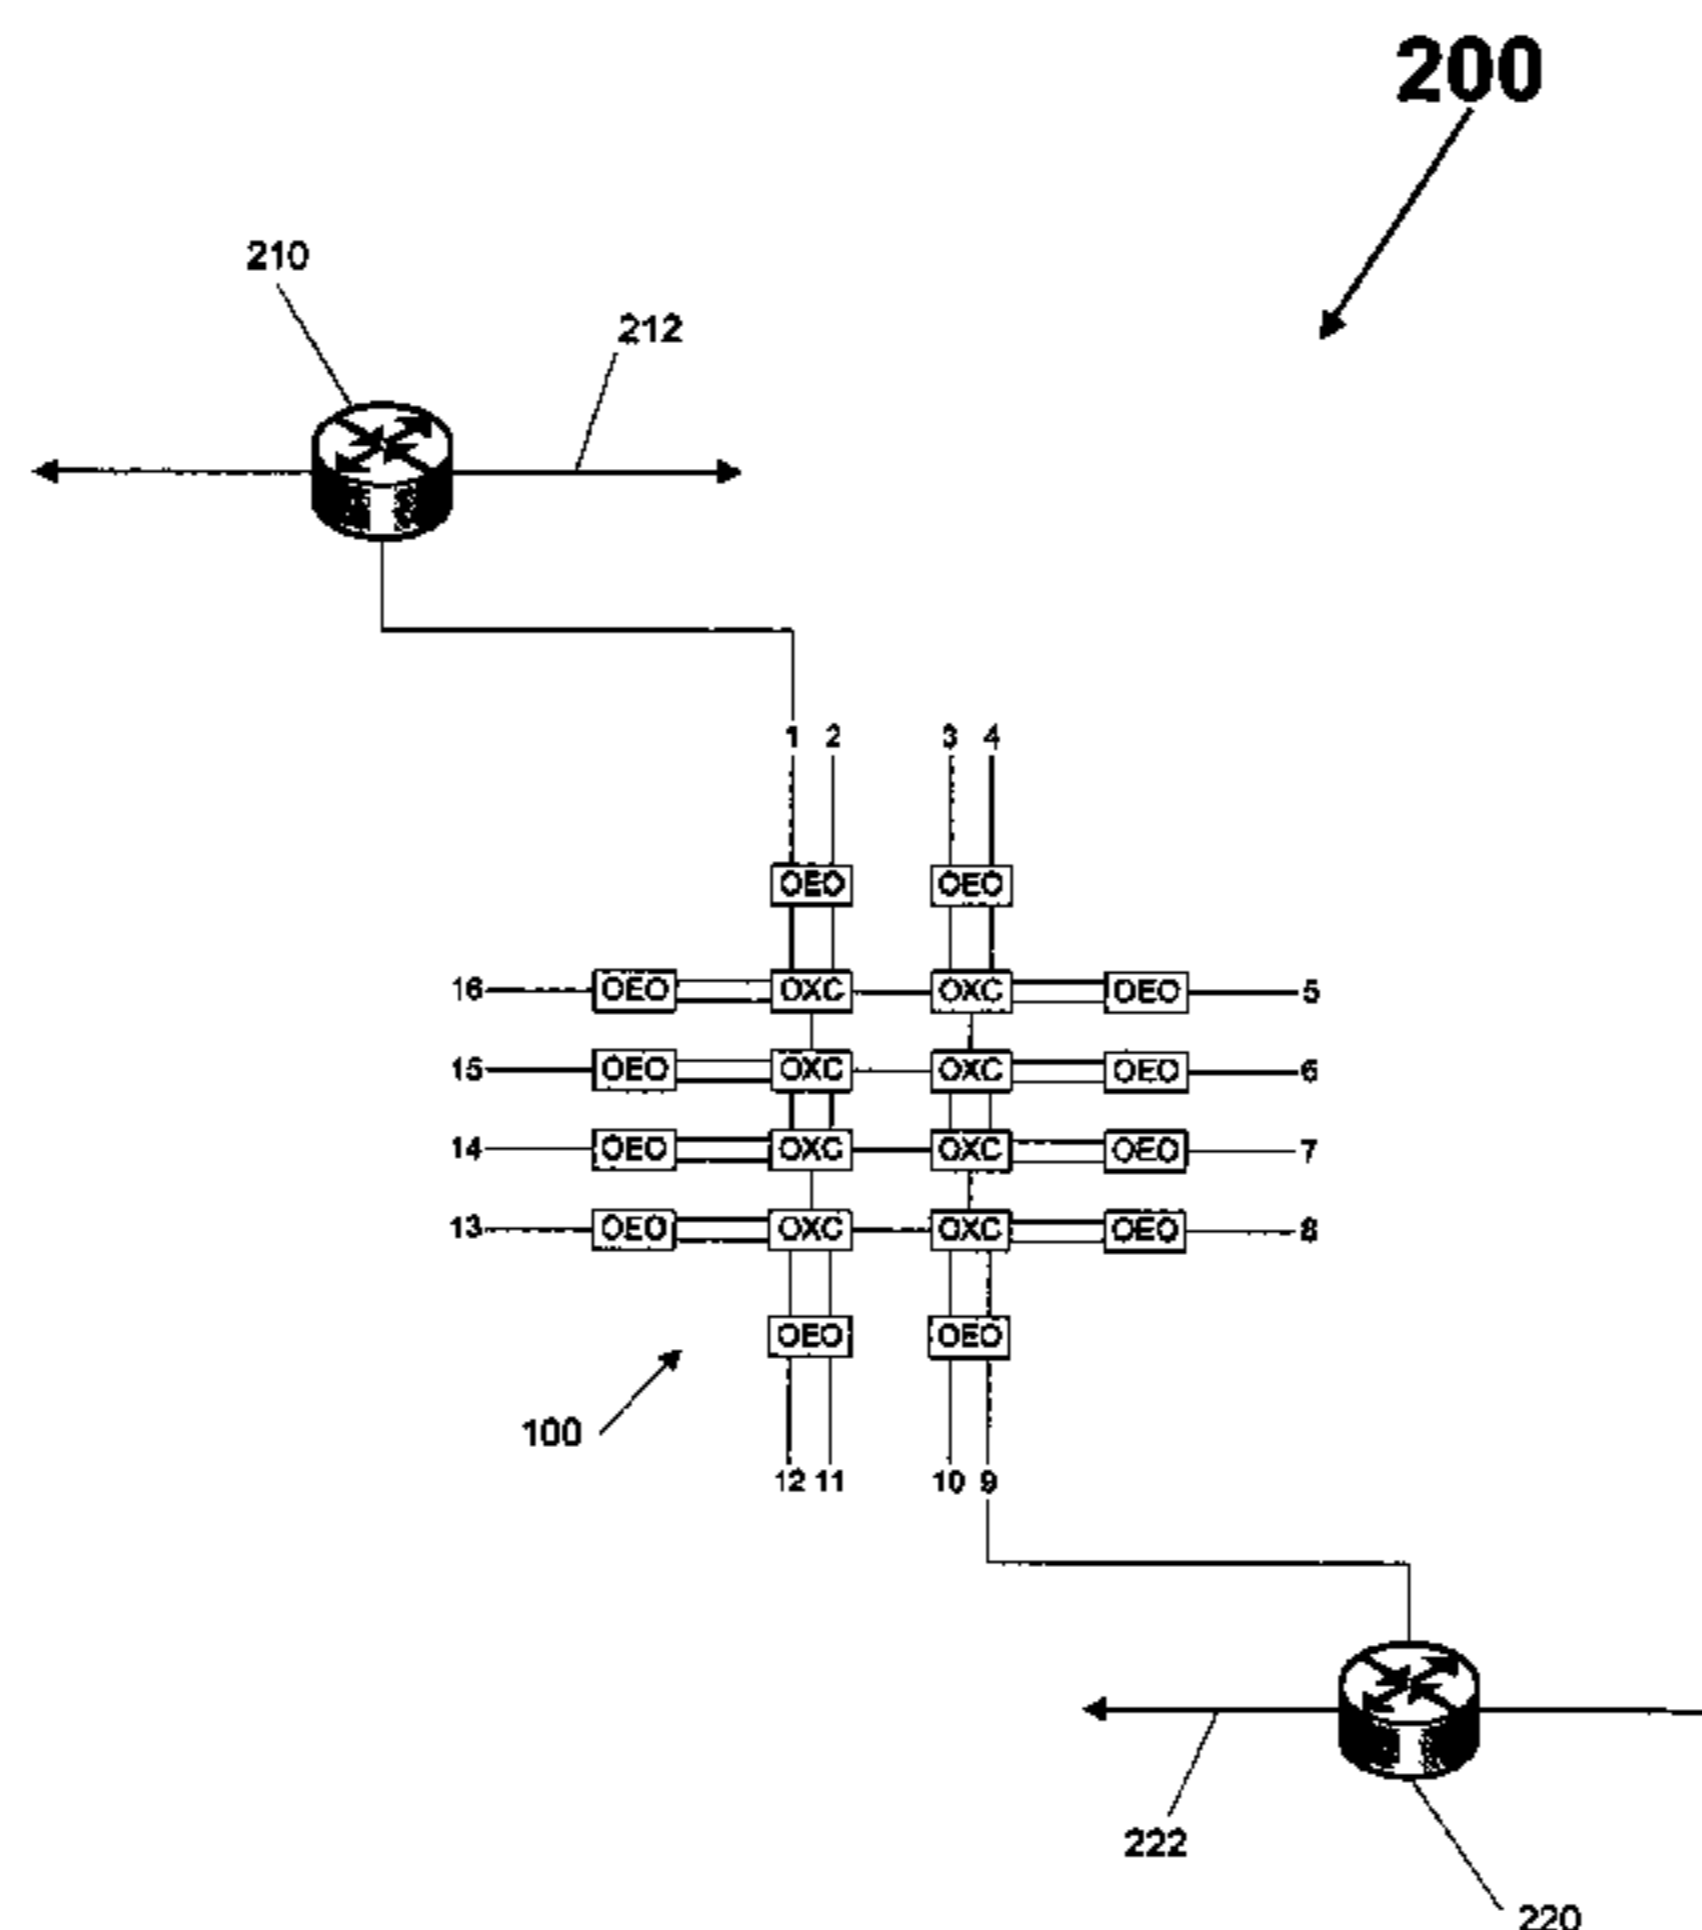 200
210
212
1 2 3 4
OEO OEO
16 OEO OXC OXC OEO 5
15 OEO OXC OXC OEO 6
14 OEO OXC OXC OEO 7
13 OEO OXC OXC OEO 8
OEO OEO
100
12 11 10 9
222
220